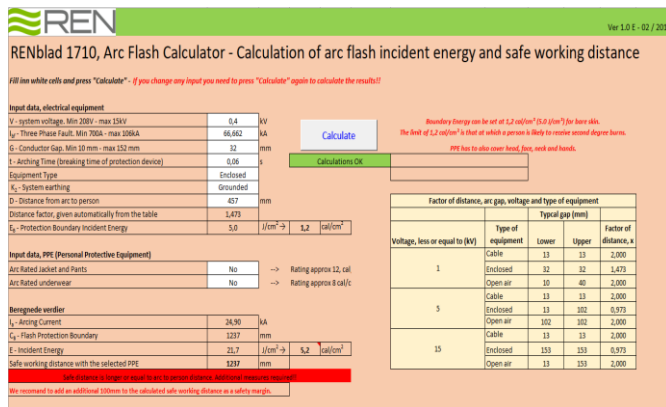 REN
Ver 1.0 E - 02 / 201
RENblad 1710, Arc Flash Calculator - Calculation of arc flash incident energy and safe working distance
Fill inn white cells and press "Calculate" - If you change any input you need to press "Calculate" again to calculate the results!!
Input data, electrical equipment
V - system voltage. Min 208V - max 15kV 0,4 kV
Three Phase Fault. Min 700A - max 106kA 66,662 kA
G - Conductor Gap. Min 10 mm - max 152 mm 32 mm
t - Arching Time (breaking time of protection device) 0,06 s
Equipment Type Enclosed
- System earthing Grounded
D - Distance from arc to person 457 mm
Distance factor, given automatically from the table 1,473
- Protection Boundary Incident Energy 5,0 J/cm² → 1,2 cal/cm²
Calculate
Calculations OK
Boundary Energy can be set at 1,2 cal/cm² (5.0 J/cm²) for bare skin.
The limit of 1,2 cal/cm² is that at which a person is likely to receive second degree burns.
PPE has to also cover head, face, neck and hands.
Input data, PPE (Personal Protective Equipment)
Arc Rated Jacket and Pants No --> Rating approx 12, cal
Arc Rated underwear No --> Rating approx 8 cal/c
Beregnede verdier
- Arcing Current 24,90 kA
- Flash Protection Boundary 1237 mm
E - Incident Energy 21,7 J/cm² → 5,2 cal/cm²
Safe working distance with the selected PPE 1237 mm
Safe distance is longer or equal to arc to person distance. Additional measures required!!
We recomand to add an additional 100mm to the calculated safe working distance as a safety margin.
Factor of distance, arc gap, voltage and type of equipment
Typcal gap (mm)
Voltage, less or equal to (kV) Type of equipment Lower Upper Factor of distance, x
Cable 13 13 2,000
1 Enclosed 32 32 1,473
Open air 10 40 2,000
Cable 13 13 2,000
5 Enclosed 13 102 0,973
Open air 102 102 2,000
Cable 13 13 2,000
15 Enclosed 153 153 0,973
Open air 13 153 2,000